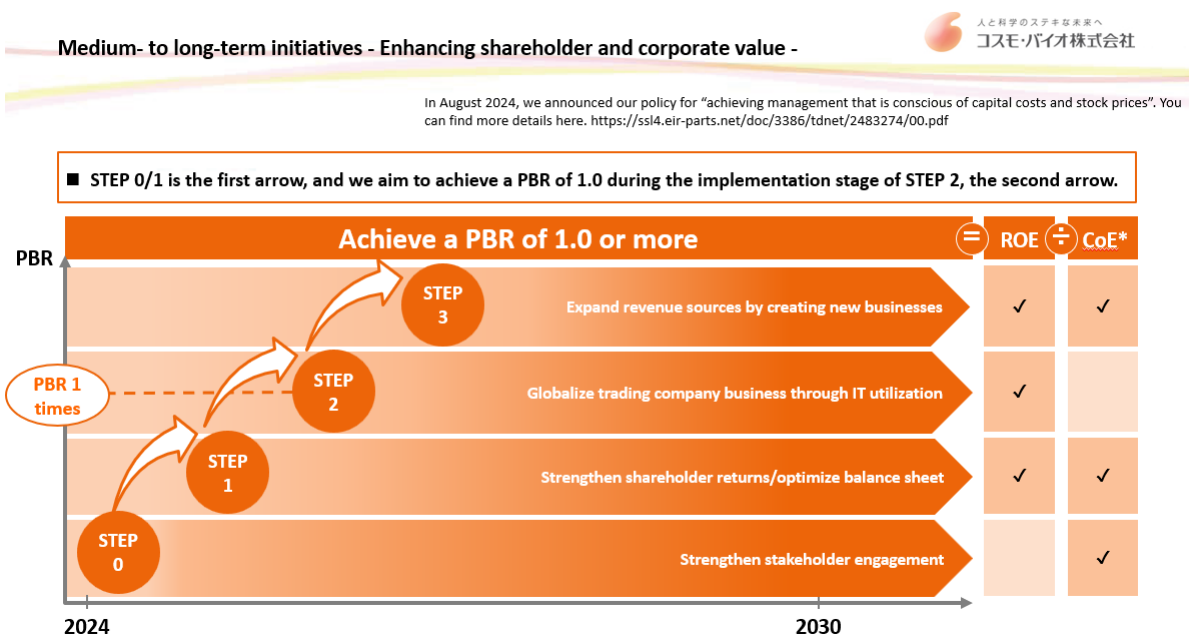 人と科学のステキな未来へ
コスモ・バイオ株式会社
Medium- to long-term initiatives - Enhancing shareholder and corporate value -
In August 2024, we announced our policy for “achieving management that is conscious of capital costs and stock prices”. You
can find more details here. https://ssl4.eir-parts.net/doc/3386/tdnet/2483274/00.pdf
■ STEP 0/1 is the first arrow, and we aim to achieve a PBR of 1.0 during the implementation stage of STEP 2, the second arrow.
Achieve a PBR of 1.0 or more = ROE ÷ CoE*
PBR
STEP
3
Expand revenue sources by creating new businesses ✓ ✓
PBR 1
times
STEP
2
Globalize trading company business through IT utilization ✓
STEP
1
Strengthen shareholder returns/optimize balance sheet ✓ ✓
STEP
0
Strengthen stakeholder engagement ✓
2024 2030